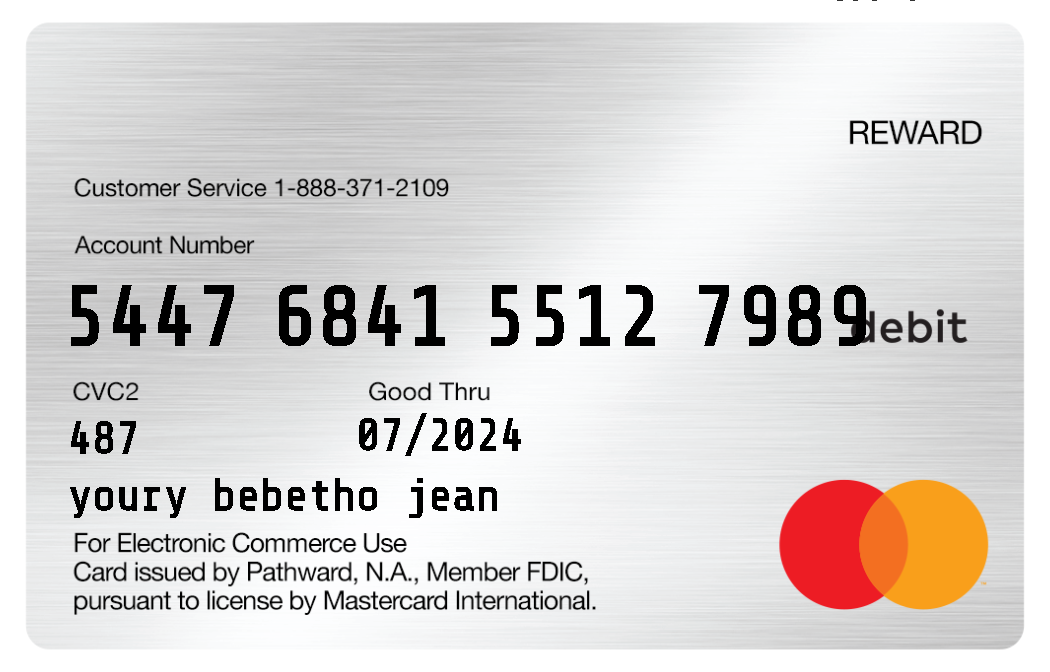 REWARD
Customer Service 1-888-371-2109
Account Number
5447 6841 5512 7989
debit
CVC2 Good Thru
487 07/2024
youry bebetho jean
For Electronic Commerce Use
Card issued by Pathward, N.A., Member FDIC,
pursuant to license by Mastercard International.